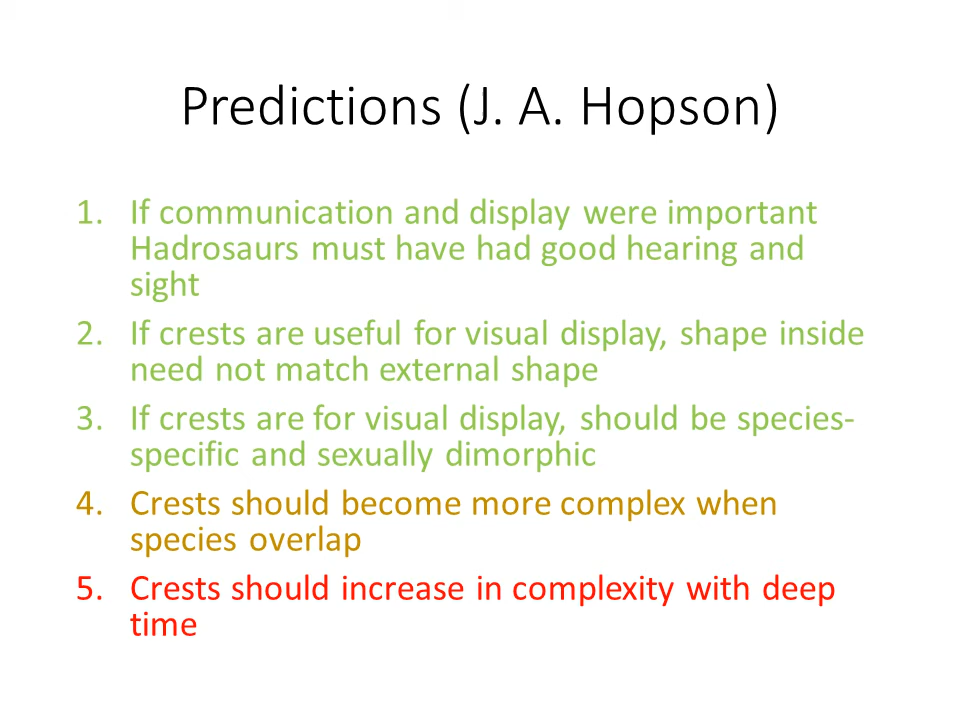 Predictions (J. A. Hopson)
1. If communication and display were important
Hadrosaurs must have had good hearing and
sight
2. If crests are useful for visual display, shape inside
need not match external shape
3. If crests are for visual display, should be species-
specific and sexually dimorphic
4. Crests should become more complex when
species overlap
5. Crests should increase in complexity with deep
time